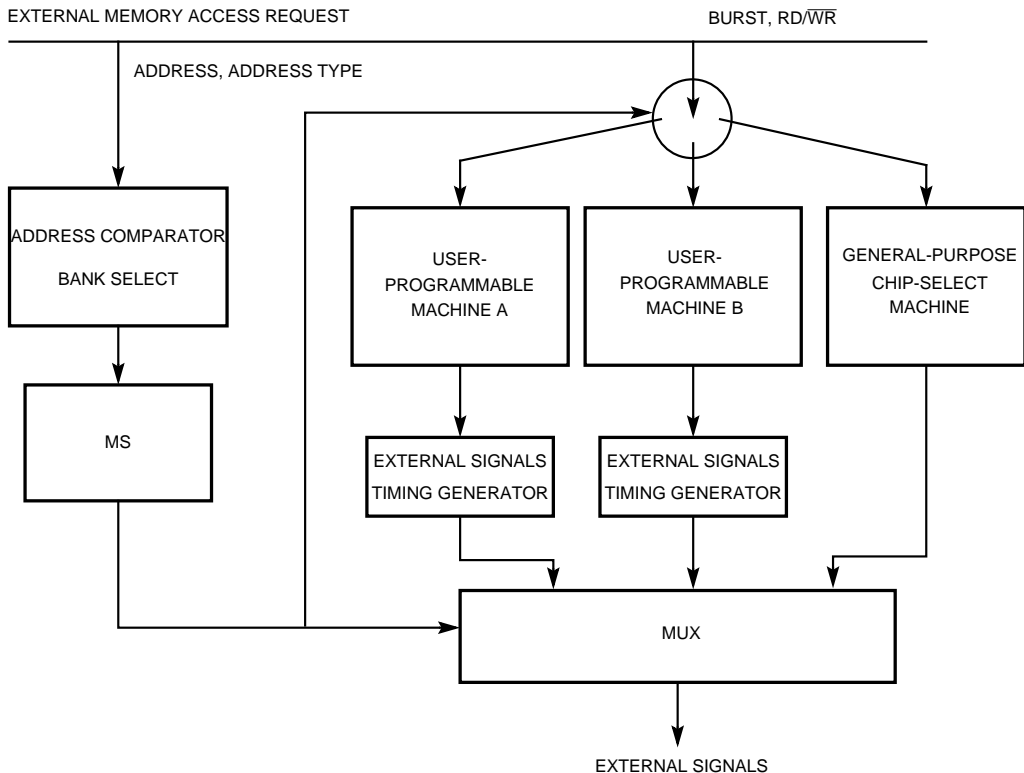 EXTERNAL MEMORY ACCESS REQUEST
BURST, RD/W̅R̅
ADDRESS, ADDRESS TYPE
ADDRESS COMPARATOR
BANK SELECT
USER-
PROGRAMMABLE
MACHINE A
USER-
PROGRAMMABLE
MACHINE B
GENERAL-PURPOSE
CHIP-SELECT
MACHINE
MS
EXTERNAL SIGNALS
TIMING GENERATOR
EXTERNAL SIGNALS
TIMING GENERATOR
MUX
EXTERNAL SIGNALS